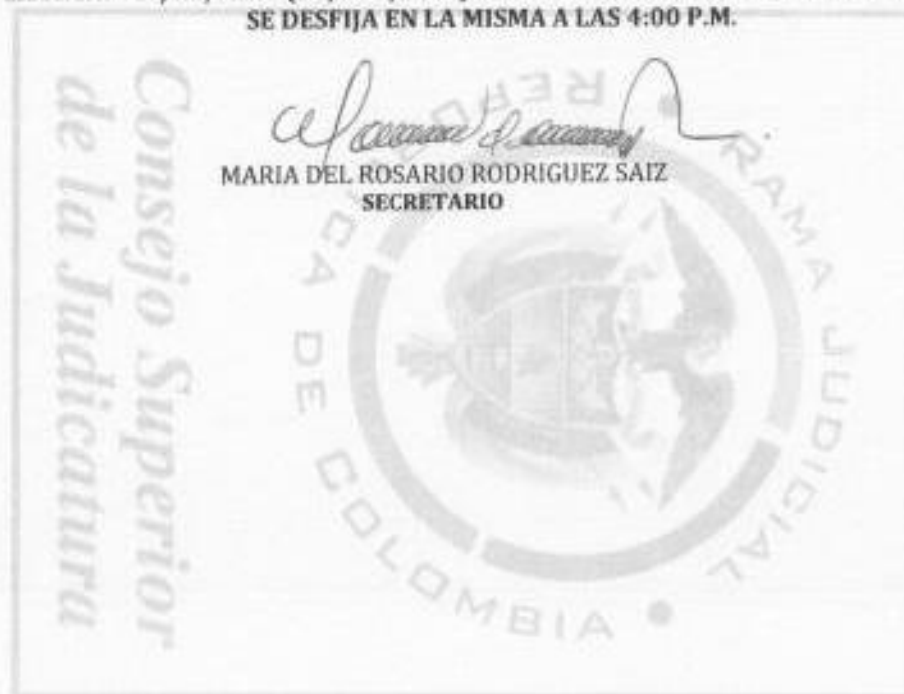 SE DESFIJA EN LA MISMA A LAS 4:00 P.M.
MARIA DEL ROSARIO RODRIGUEZ SAIZ
SECRETARIO
Consejo Superior
de la Judicatura
REPUBLICA DE COLOMBIA
RAMA JUDICIAL